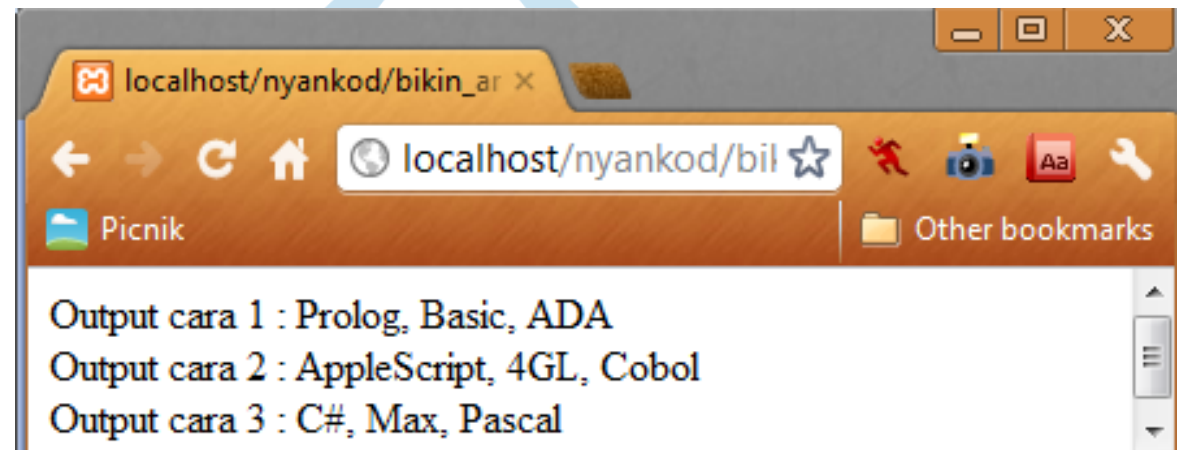 localhost/nyankod/bikin_ar
localhost/nyankod/bil
Aa
Picnik
Other bookmarks
Output cara 1 : Prolog, Basic, ADA
Output cara 2 : AppleScript, 4GL, Cobol
Output cara 3 : C#, Max, Pascal